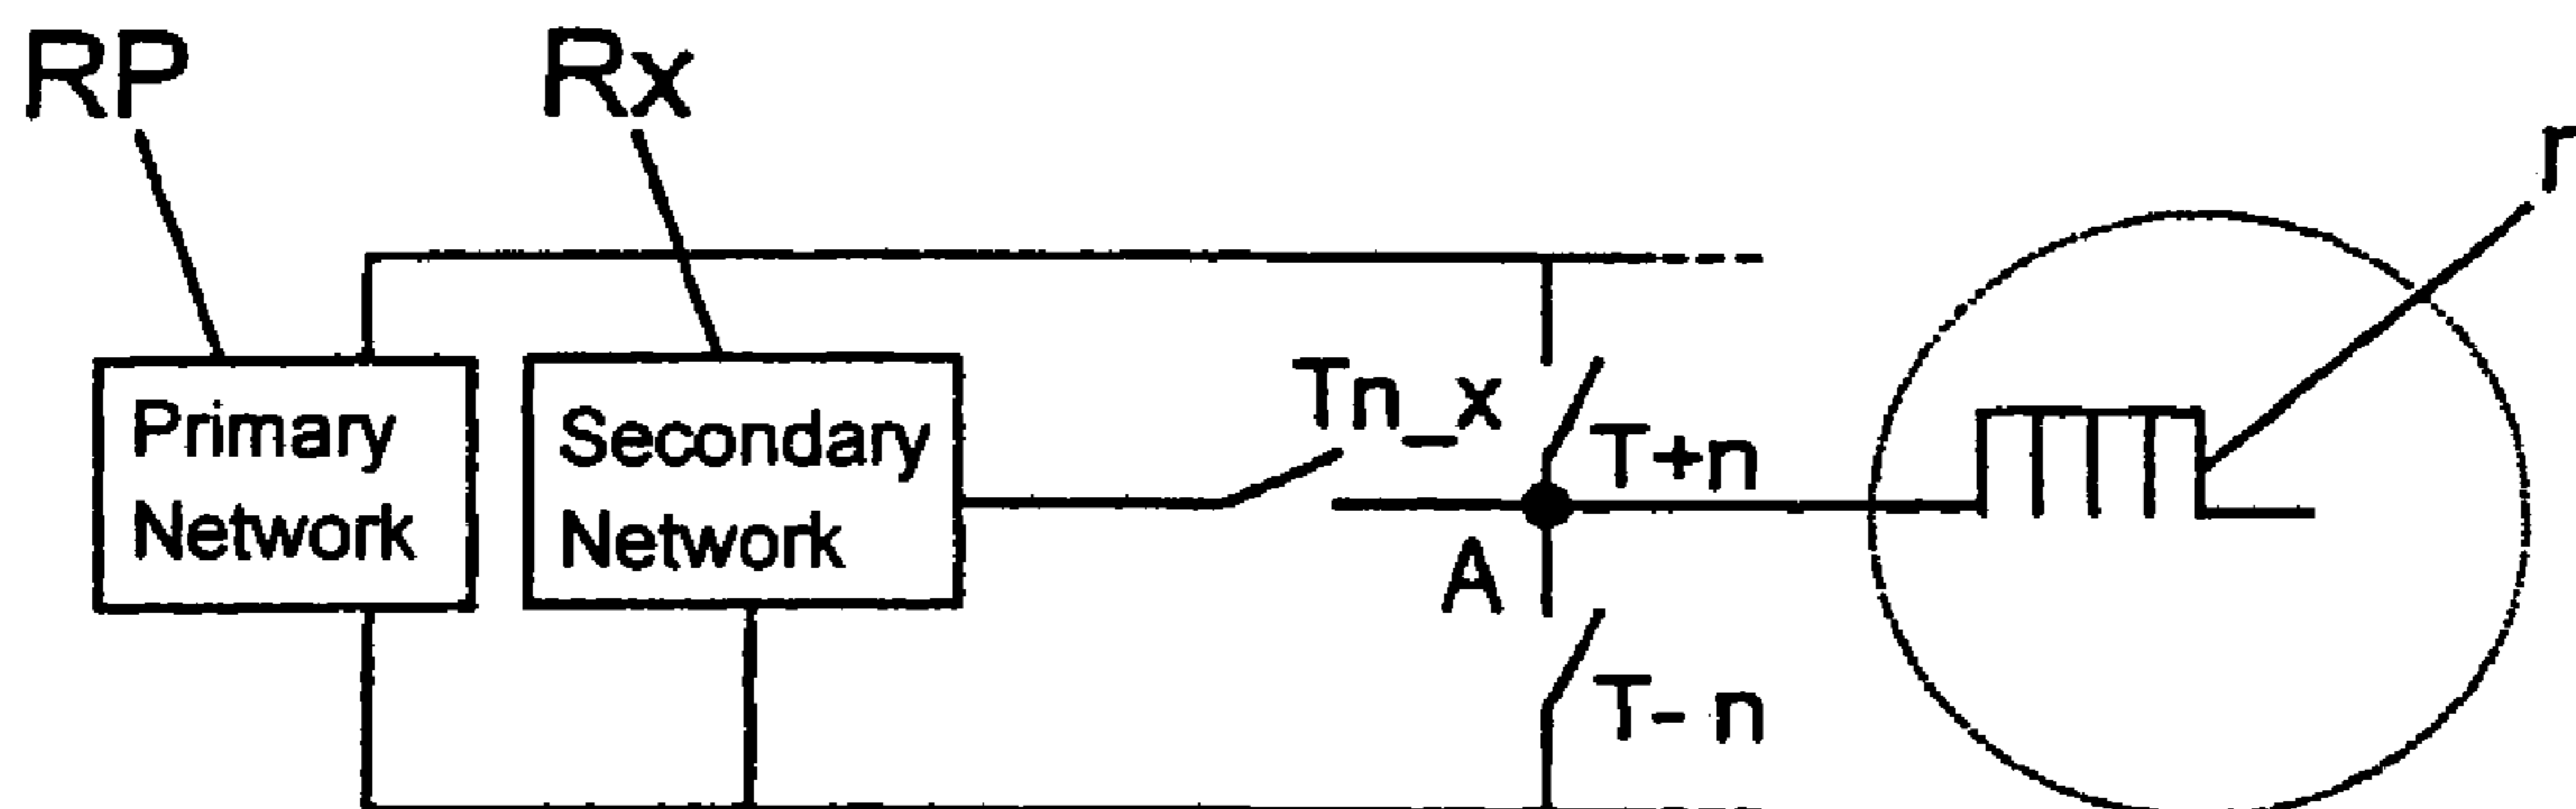 RP
Rx
Primary
Network
Secondary
Network
Tn_x
T+n
A
T-n